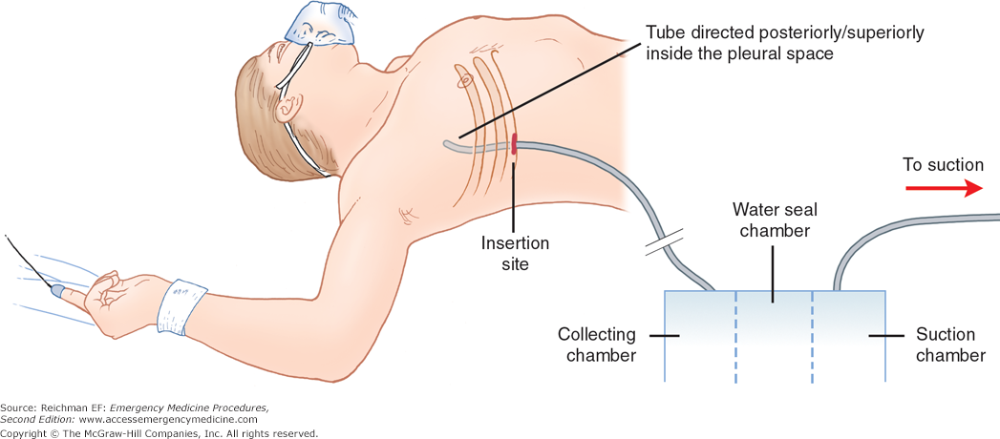 Tube directed posteriorly/superiorly
inside the pleural space
To suction
Water seal
chamber
Insertion
site
Collecting
chamber
Suction
chamber
Source: Reichman EF: Emergency Medicine Procedures,
Second Edition: www.accessemergencymedicine.com
Copyright © The McGraw-Hill Companies, Inc. All rights reserved.